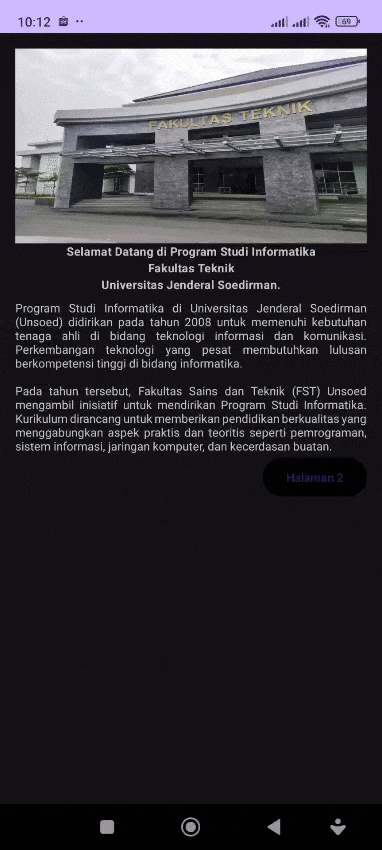 10:12
69
FAKULTAS TEKNIK
Selamat Datang di Program Studi Informatika
Fakultas Teknik
Universitas Jenderal Soedirman.
Program Studi Informatika di Universitas Jenderal Soedirman
(Unsoed) didirikan pada tahun 2008 untuk memenuhi kebutuhan
tenaga ahli di bidang teknologi informasi dan komunikasi.
Perkembangan teknologi yang pesat membutuhkan lulusan
berkompetensi tinggi di bidang informatika.
Pada tahun tersebut, Fakultas Sains dan Teknik (FST) Unsoed
mengambil inisiatif untuk mendirikan Program Studi Informatika.
Kurikulum dirancang untuk memberikan pendidikan berkualitas yang
menggabungkan aspek praktis dan teoritis seperti pemrograman,
sistem informasi, jaringan komputer, dan kecerdasan buatan.
Halaman 2